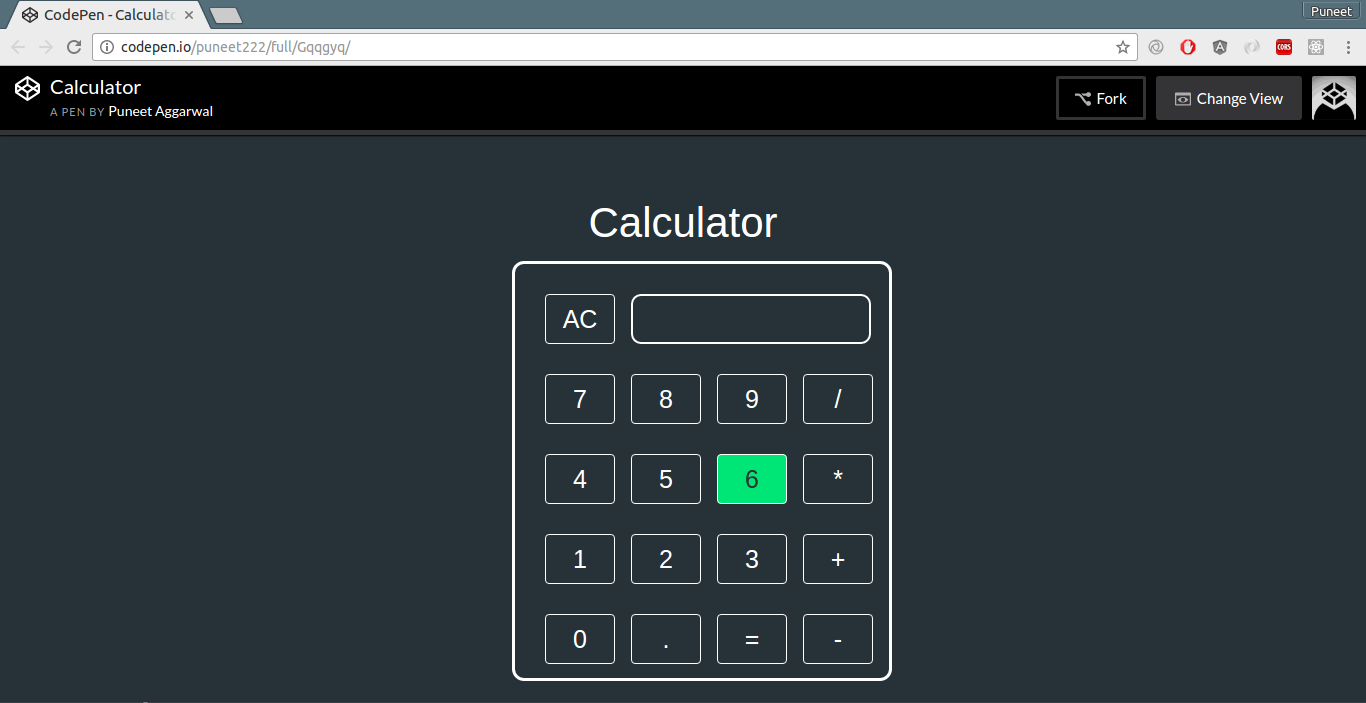 CodePen - Calculato
Puneet
codepen.io/puneet222/full/Gqqgyq/
CORS
Calculator
A PEN BY Puneet Aggarwal
Fork
Change View
Calculator
AC
7 8 9 /
4 5 6 *
1 2 3 +
0 . = -